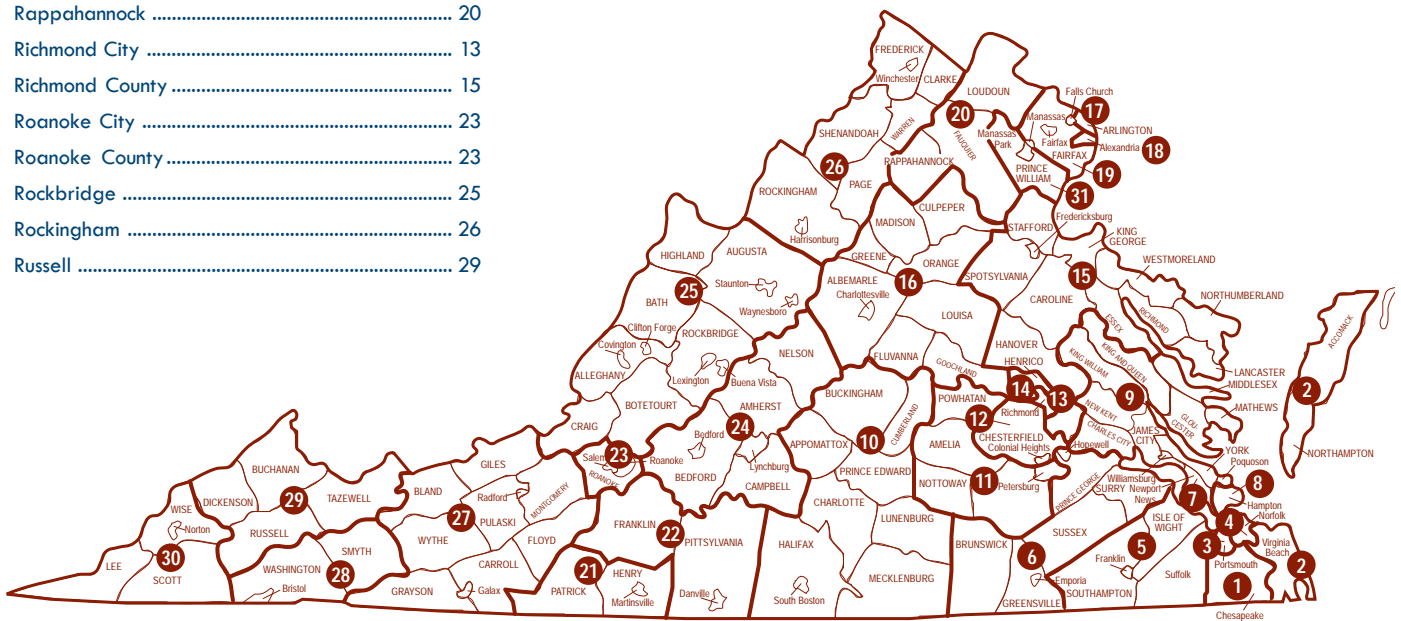 Rappahannock ........................................................................ 20
Richmond City ........................................................................ 13
Richmond County ........................................................................ 15
Roanoke City ........................................................................ 23
Roanoke County ........................................................................ 23
Rockbridge ........................................................................ 25
Rockingham ........................................................................ 26
Russell ........................................................................ 29
FREDERICK
Winchester
CLARKE
LOUDOUN
Falls Church
17
20
Manassas
ARLINGTON
SHENANDOAH
WARREN
FAUQUIER
Manassas
Park
Fairfax
Alexandria
18
FAIRFAX
26
RAPPAHANNOCK
PRINCE
WILLIAM
19
PAGE
ROCKINGHAM
31
CULPEPER
Fredericksburg
MADISON
STAFFORD
KING
GEORGE
Harrisonburg
HIGHLAND
AUGUSTA
GREENE
ORANGE
WESTMORELAND
SPOTSYLVANIA
15
ALBEMARLE
16
Staunton
25
Charlottesville
BATH
CAROLINE
NORTHUMBERLAND
Waynesboro
LOUISA
ESSEX
RICHMOND
ACCOMACK
Clifton Forge
ROCKBRIDGE
Covington
HANOVER
NELSON
FLUVANNA
GOOCHLAND
HENRICO
KING WILLIAM
KING AND QUEEN
LANCASTER
ALLEGHANY
Lexington
Buena Vista
MIDDLESEX
14
2
BUCKINGHAM
CUMBERLAND
POWHATAN
13
9
BOTETOURT
AMHERST
Richmond
NEW KENT
GLOU-
CESTER
MATHEWS
12
CRAIG
24
CHARLES CITY
JAMES
CITY
Bedford
APPOMATTOX
10
AMELIA
CHESTERFIELD
Colonial Heights
Hopewell
YORK
Poquoson
NORTHAMPTON
Salem
23
Roanoke
Lynchburg
BUCHANAN
GILES
ROANOKE
PRINCE EDWARD
BEDFORD
CAMPBELL
NOTTOWAY
11
Petersburg
PRINCE GEORGE
Williamsburg
SURRY
Newport
News
8
7
BLAND
Radford
MONTGOMERY
DICKENSON
29
TAZEWELL
CHARLOTTE
Hampton
Norfolk
WISE
27
PULASKI
FRANKLIN
22
LUNENBURG
ISLE OF
WIGHT
4
Norton
RUSSELL
WYTHE
FLOYD
PITTSYLVANIA
HALIFAX
BRUNSWICK
6
SUSSEX
5
3
Virginia
Beach
30
SMYTH
CARROLL
Franklin
Portsmouth
2
LEE
SCOTT
WASHINGTON
28
21
HENRY
MECKLENBURG
Emporia
Suffolk
1
Bristol
GRAYSON
Galax
PATRICK
Martinsville
Danville
South Boston
GREENSVILLE
SOUTHAMPTON
Chesapeake